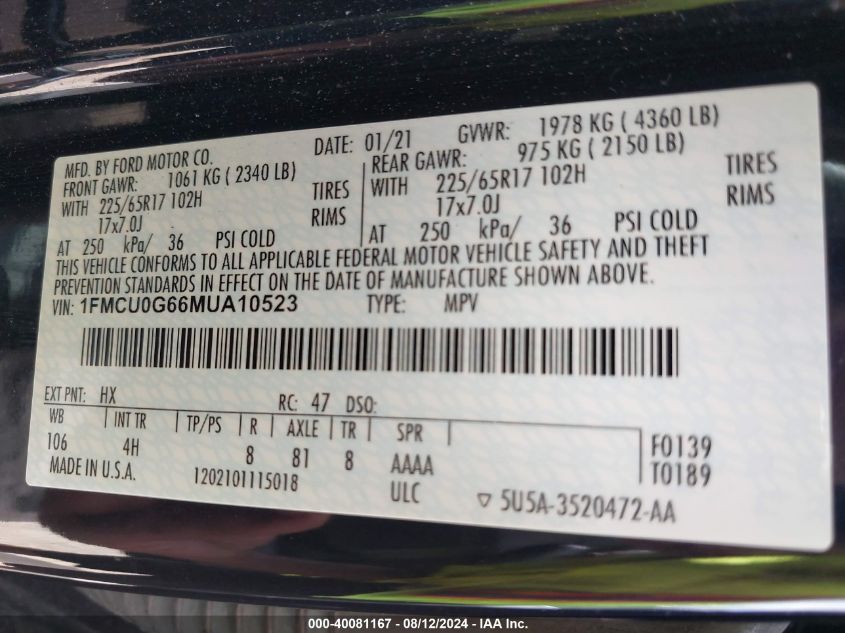 MFD. BY FORD MOTOR CO.
DATE: 01/21 GVWR: 1978 KG ( 4360 LB)
FRONT GAWR: 1061 KG ( 2340 LB)
REAR GAWR: 975 KG ( 2150 LB)
WITH 225/65R17 102H TIRES
WITH 225/65R17 102H TIRES
17x7.0J RIMS
17x7.0J RIMS
AT 250 kPa/ 36 PSI COLD
AT 250 kPa/ 36 PSI COLD
THIS VEHICLE CONFORMS TO ALL APPLICABLE FEDERAL MOTOR VEHICLE SAFETY AND THEFT
PREVENTION STANDARDS IN EFFECT ON THE DATE OF MANUFACTURE SHOWN ABOVE.
VIN: 1FMCU0G66MUA10523 TYPE: MPV
EXT PNT: HX RC: 47 DSO:
WB INT TR TP/PS R AXLE TR SPR
106 4H 8 81 8 AAAA
F0139
T0189
MADE IN U.S.A. 1202101115018 ULC
5U5A-3520472-AA
000-40081167 - 08/12/2024 - IAA Inc.